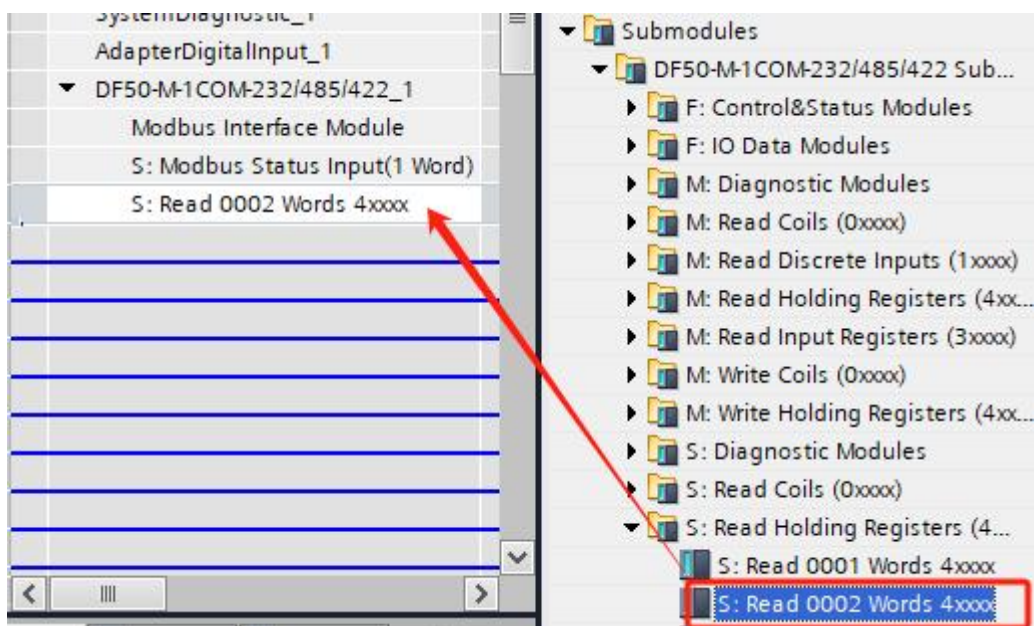 SystemDiagnostic_1
AdapterDigitalInput_1
DF50-M-1COM-232/485/422_1
Modbus Interface Module
S: Modbus Status Input(1 Word)
S: Read 0002 Words 4xxxx
Submodules
DF50-M-1COM-232/485/422 Sub...
F: Control&Status Modules
F: IO Data Modules
M: Diagnostic Modules
M: Read Coils (0xxxx)
M: Read Discrete Inputs (1xxxx)
M: Read Holding Registers (4xx...
M: Read Input Registers (3xxxx)
M: Write Coils (0xxxx)
M: Write Holding Registers (4xx...
S: Diagnostic Modules
S: Read Coils (0xxxx)
S: Read Holding Registers (4...
S: Read 0001 Words 4xxxx
S: Read 0002 Words 4xxxx